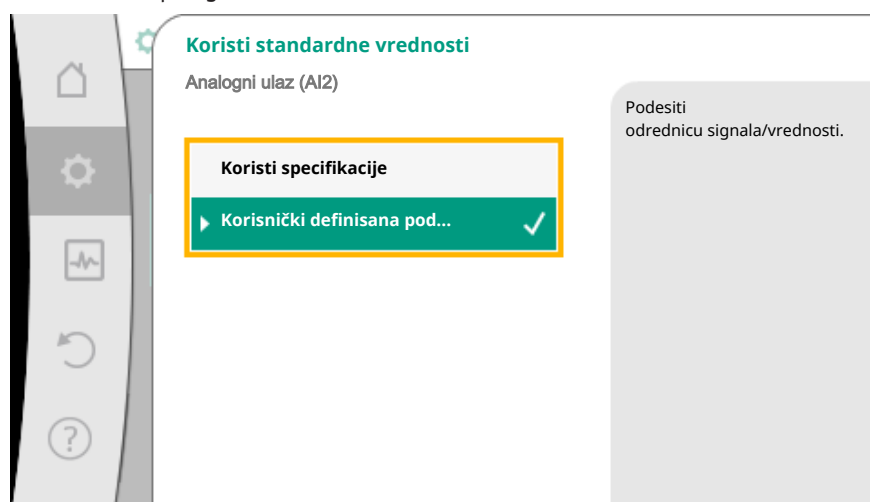 Koristi standardne vrednosti
Analogni ulaz (AI2)
Podesiti
odrednicu signala/vrednosti.
Koristi specifikacije
Korisnički definisana pod...
?